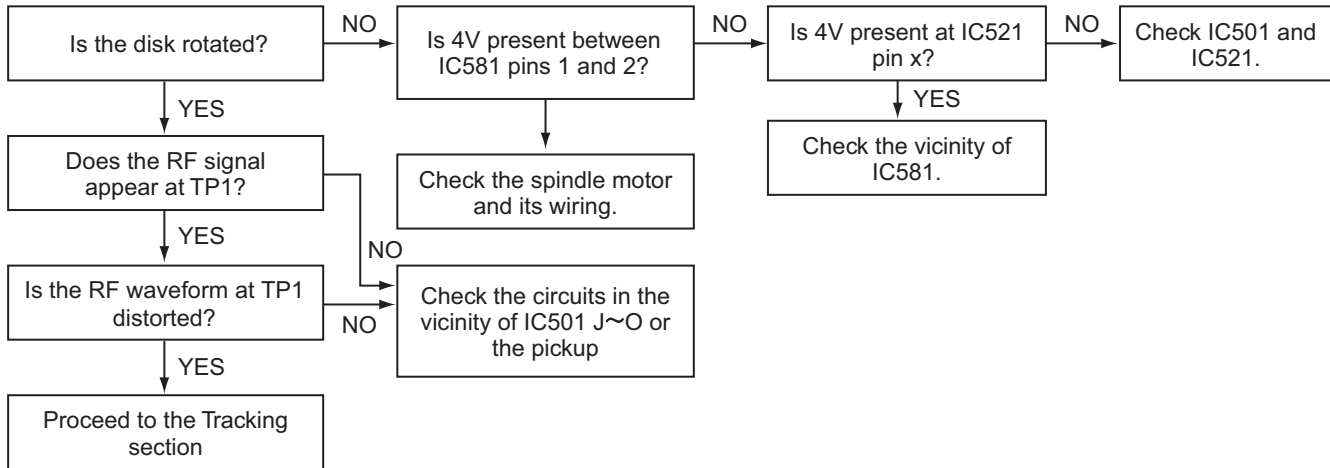 Is the disk rotated?
NO
Is 4V present between
IC581 pins 1 and 2?
NO
Is 4V present at IC521
pin x?
NO
Check IC501 and
IC521.
YES
YES
Does the RF signal
appear at TP1?
Check the spindle motor
and its wiring.
Check the vicinity of
IC581.
YES
NO
Is the RF waveform at TP1
distorted?
NO
Check the circuits in the
vicinity of IC501 J～O or
the pickup
YES
Proceed to the Tracking
section